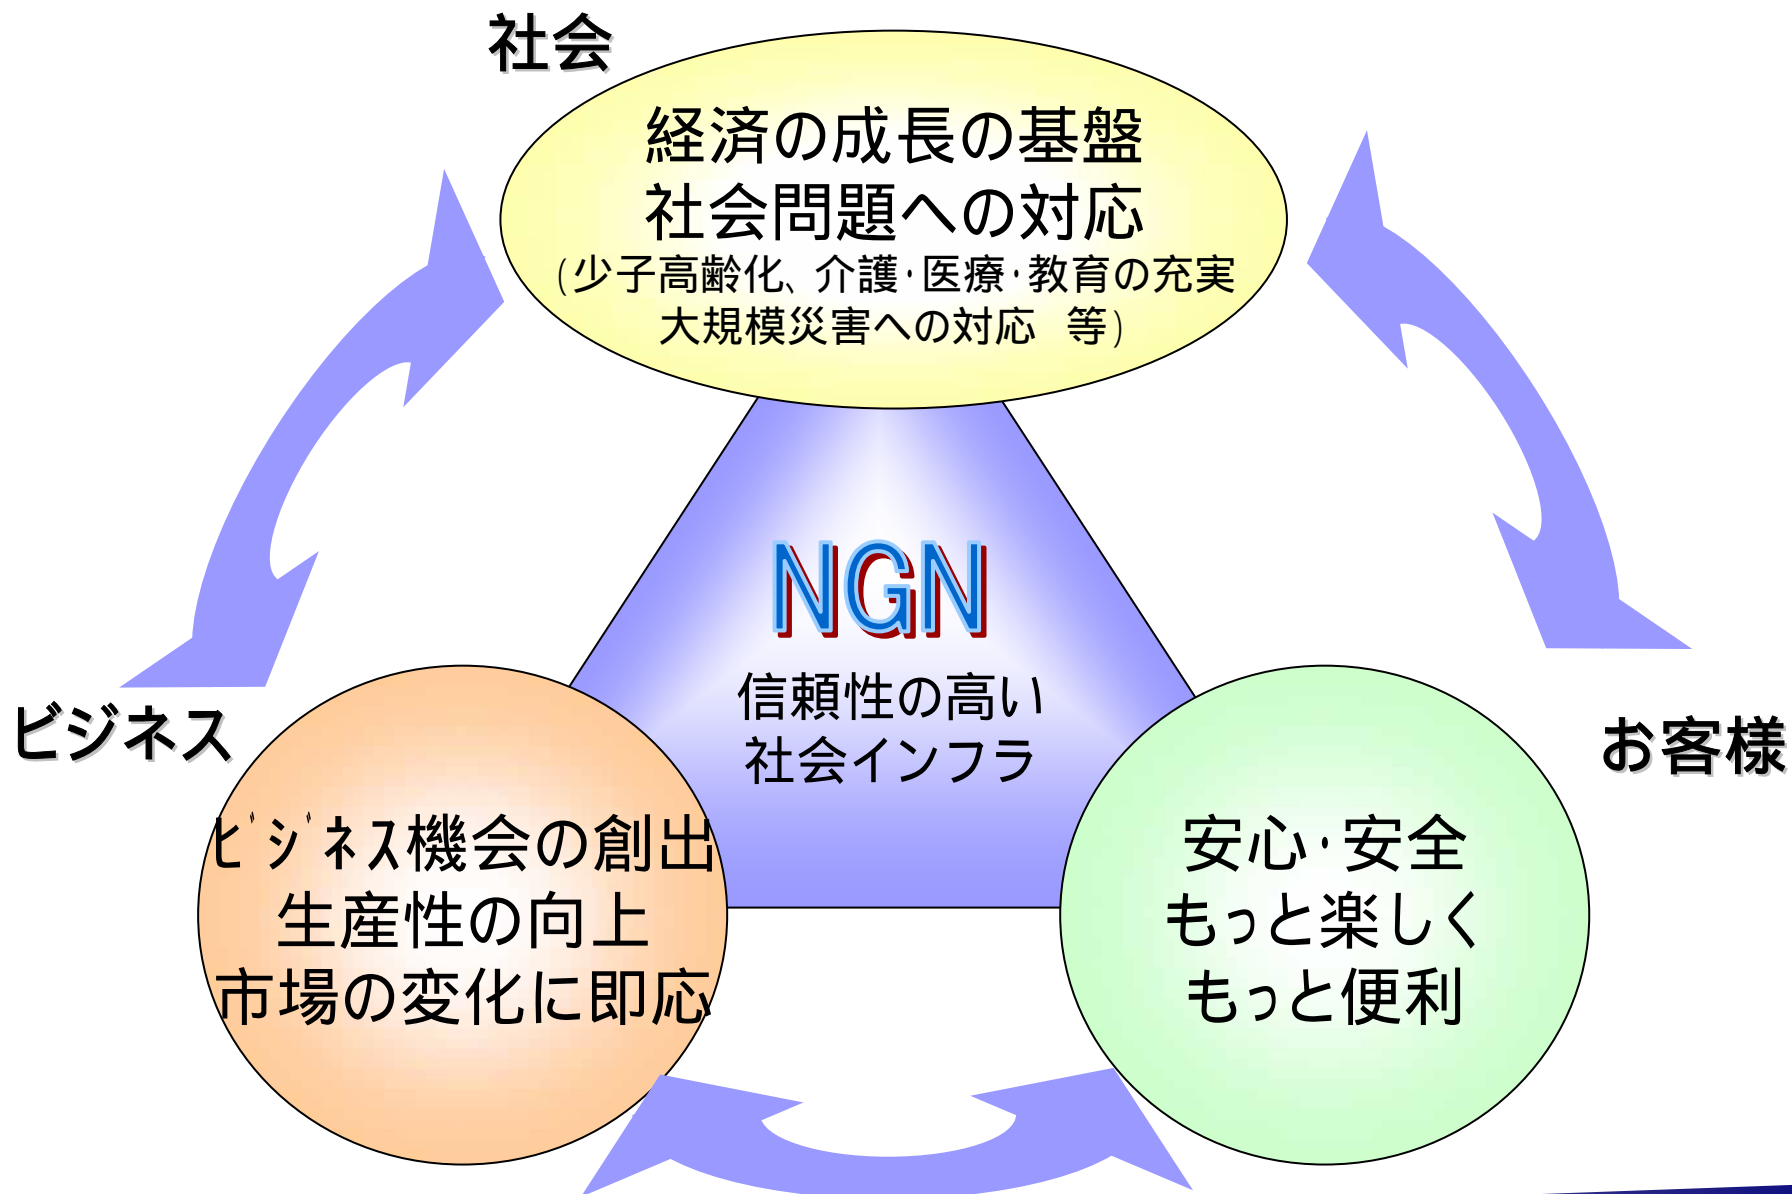 社会
経済の成長の基盤
社会問題への対応
(少子高齢化、介護・医療・教育の充実
大規模災害への対応　等)
NGN
信頼性の高い
社会インフラ
ビジネス
お客様
ﾋﾞｼﾞﾈｽ機会の創出
生産性の向上
市場の変化に即応
安心・安全
もっと楽しく
もっと便利